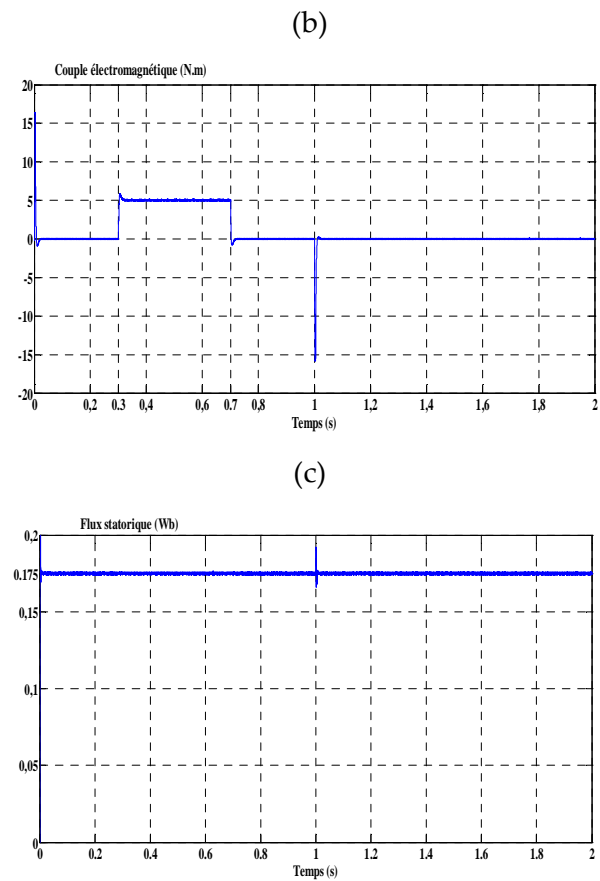 (b)
Couple électromagnétique (N.m)
20
15
10
5
0
-5
-10
-15
-20
0 0,2 0.3 0,4 0,6 0.7 0,8 1 1,2 1,4 1,6 1,8 2
Temps (s)
(c)
Flux statorique (Wb)
0,2
0.175
0,15
0,1
0,05
0
0 0.2 0.4 0.6 0.8 1 1.2 1.4 1.6 1.8 2
Temps (s)